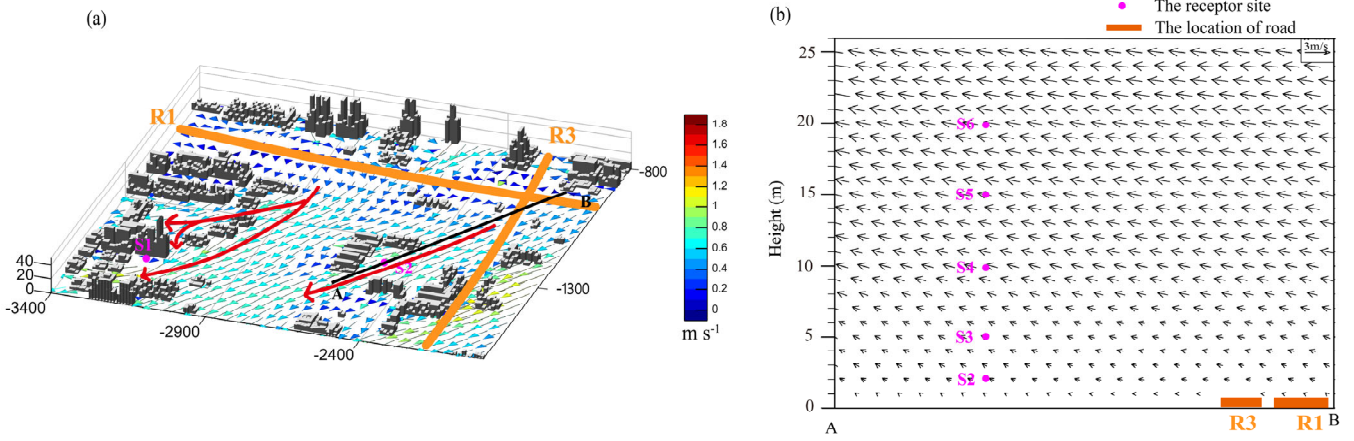 (a)
R1
R3
S1
S2
A
B
40
20
0
-3400
-2900
-2400
-1300
-800
1.8
1.6
1.4
1.2
1
0.8
0.6
0.4
0.2
0
m s-1
(b)
The receptor site
The location of road
3m/s
Height (m)
25
20
15
10
5
0
S6
S5
S4
S3
S2
R3
R1
A
B